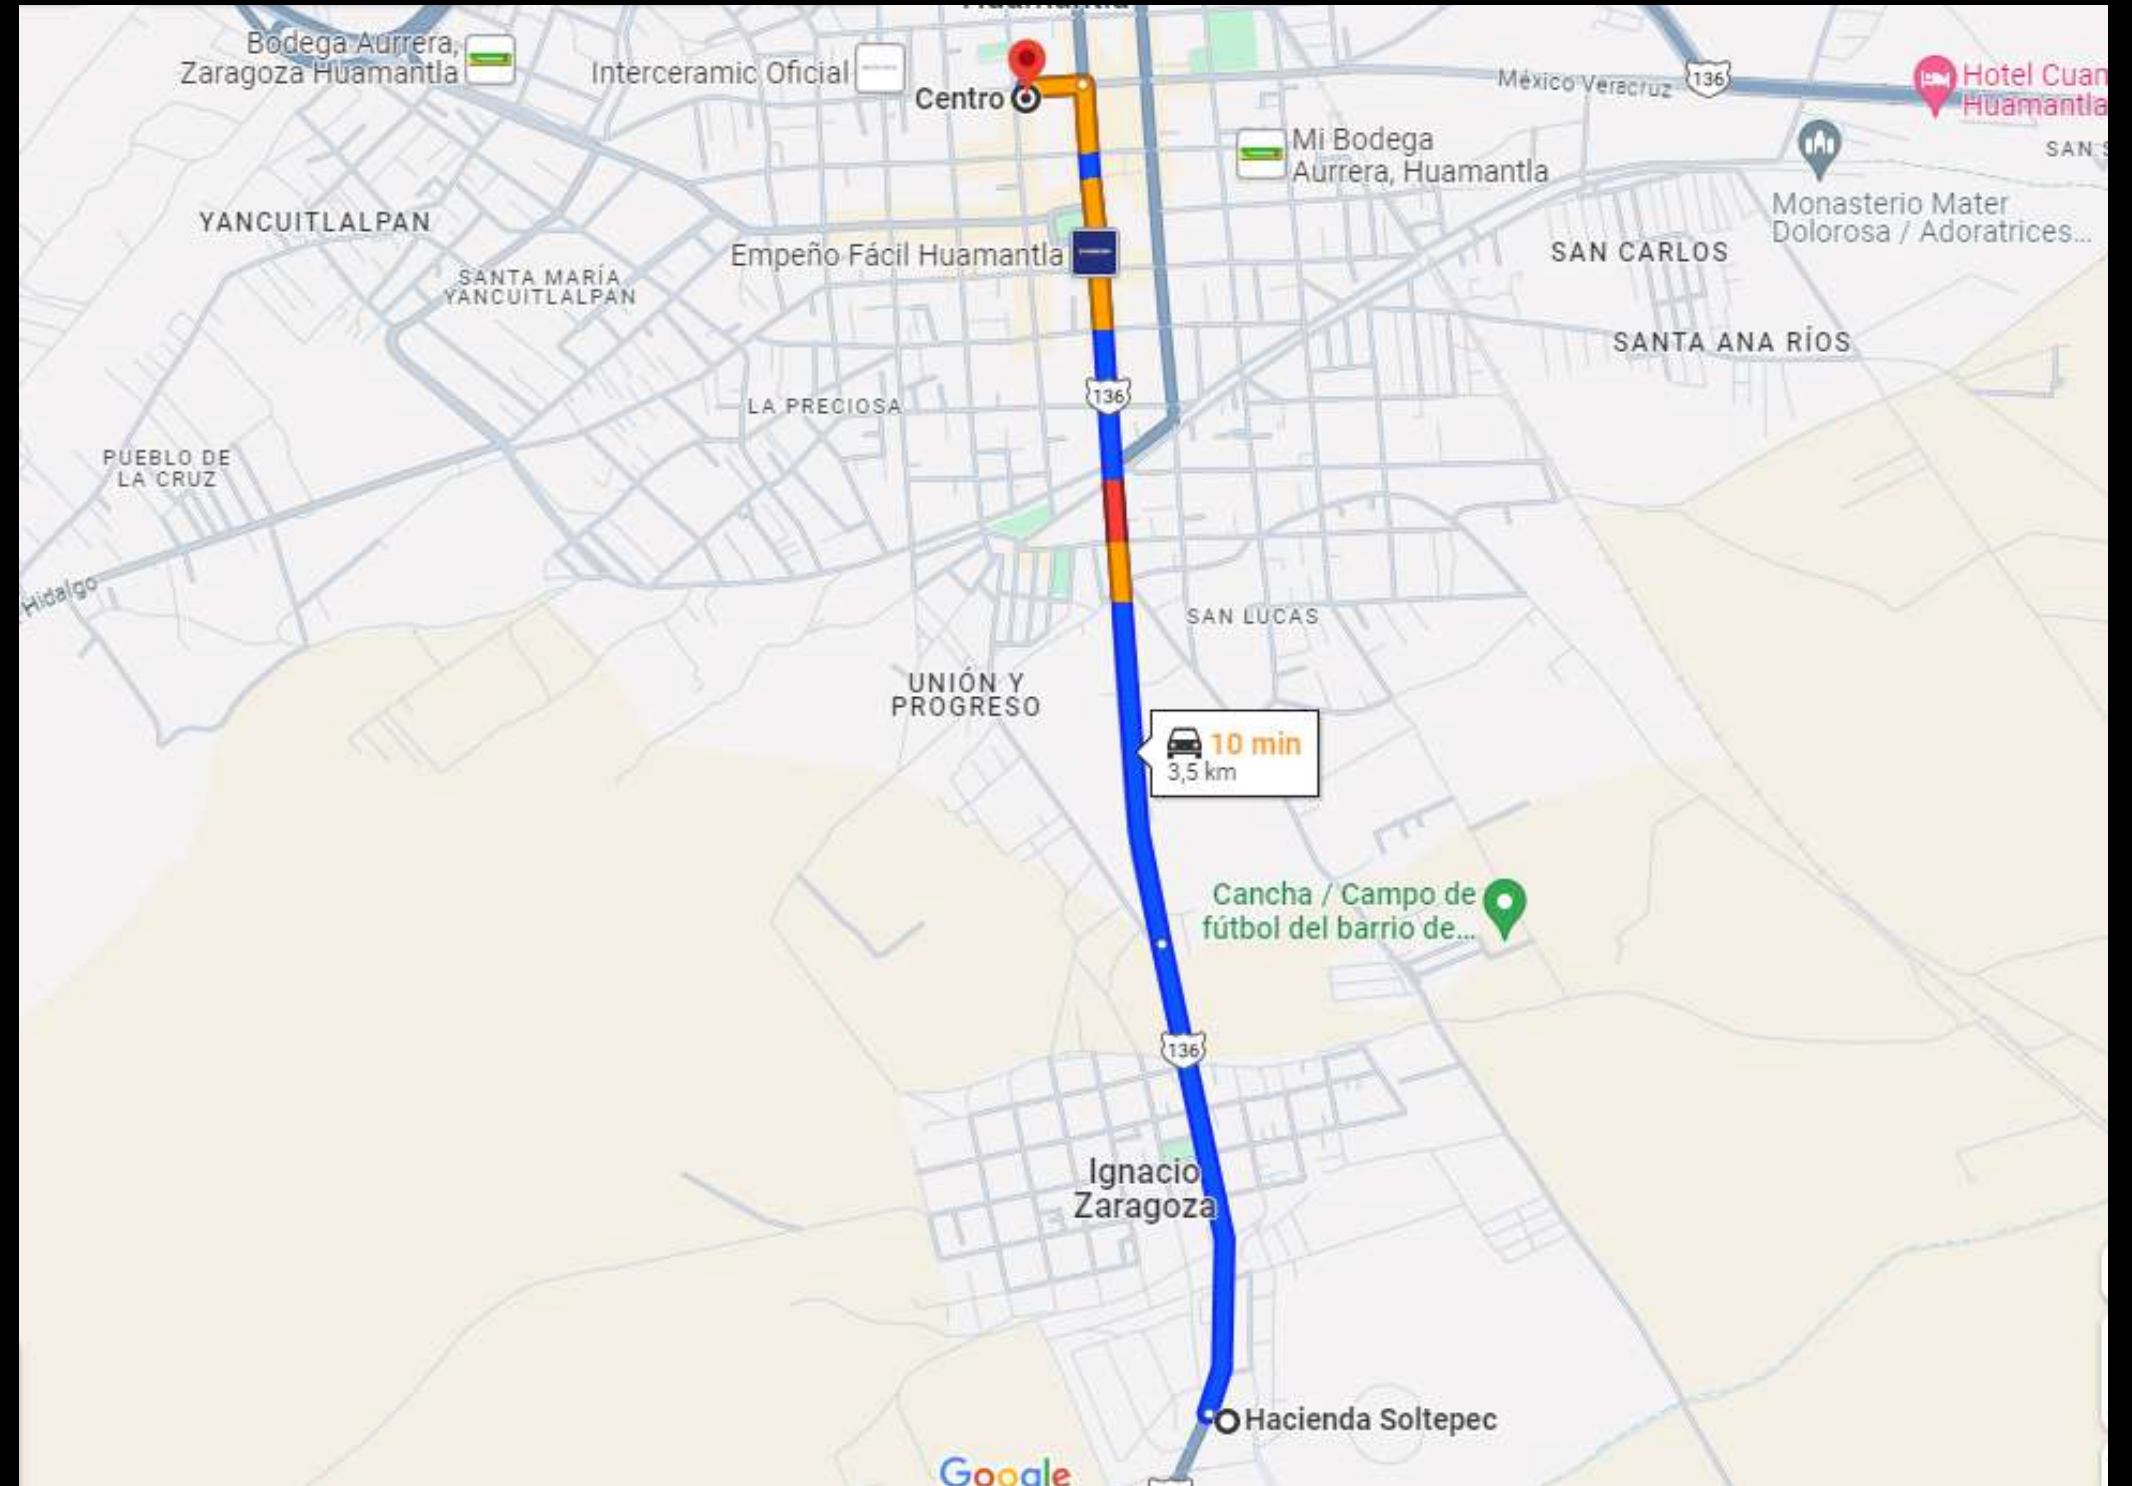 Huamantla
Bodega Aurrera,
Zaragoza Huamantla
Interceramic Oficial
Centro
México Veracruz
136
Hotel Cuan
Huamantla
Mi Bodega
Aurrera, Huamantla
SAN S
Monasterio Mater
Dolorosa / Adoratrices...
YANCUITLALPAN
Empeño Fácil Huamantla
SAN CARLOS
SANTA MARÍA
YANCUITLALPAN
SANTA ANA RÍOS
136
LA PRECIOSA
PUEBLO DE
LA CRUZ
Hidalgo
SAN LUCAS
UNIÓN Y
PROGRESO
10 min
3,5 km
Cancha / Campo de
fútbol del barrio de...
136
Ignacio
Zaragoza
Hacienda Soltepec
Google